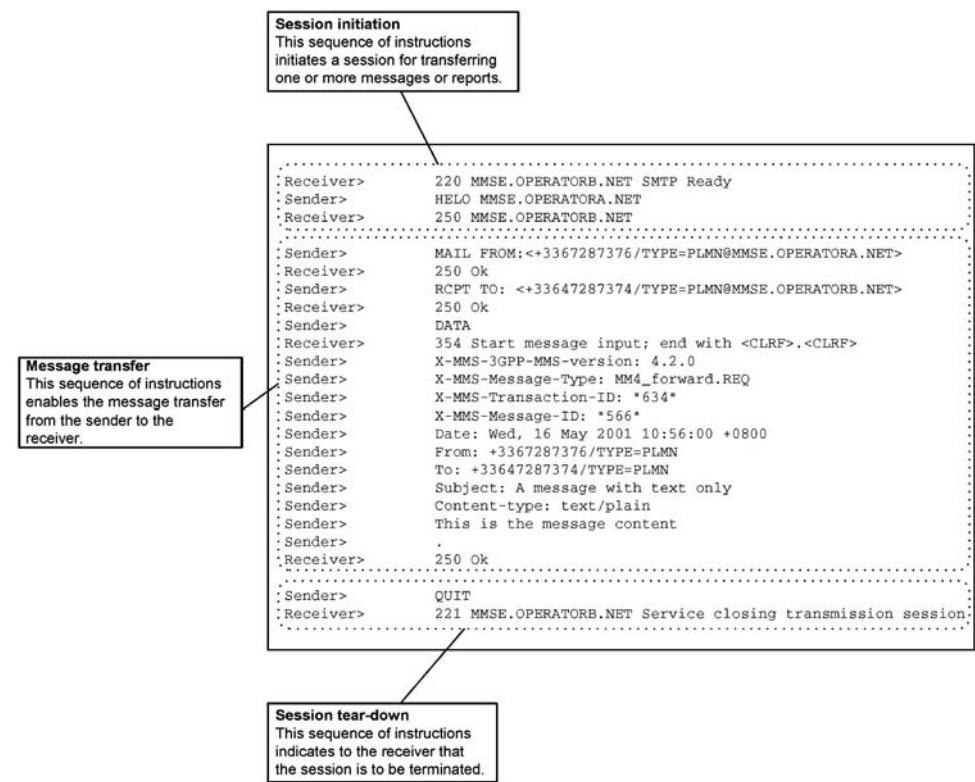 Session initiation
This sequence of instructions
initiates a session for transferring
one or more messages or reports.
Receiver> 220 MMSE.OPERATORB.NET SMTP Ready
Sender> HELO MMSE.OPERATORA.NET
Receiver> 250 MMSE.OPERATORB.NET
Sender> MAIL FROM:<+3367287376/TYPE=PLMN@MMSE.OPERATORA.NET>
Receiver> 250 Ok
Sender> RCPT TO: <+33647287374/TYPE=PLMN@MMSE.OPERATORB.NET>
Receiver> 250 Ok
Sender> DATA
Receiver> 354 Start message input; end with <CLRF>.<CLRF>
Message transfer
This sequence of instructions
enables the message transfer
from the sender to the
receiver.
Sender> X-MMS-3GPP-MMS-version: 4.2.0
Sender> X-MMS-Message-Type: MM4_forward.REQ
Sender> X-MMS-Transaction-ID: "634"
Sender> X-MMS-Message-ID: "566"
Sender> Date: Wed, 16 May 2001 10:56:00 +0800
Sender> From: +3367287376/TYPE=PLMN
Sender> To: +33647287374/TYPE=PLMN
Sender> Subject: A message with text only
Sender> Content-type: text/plain
Sender> This is the message content
Sender> .
Receiver> 250 Ok
Sender> QUIT
Receiver> 221 MMSE.OPERATORB.NET Service closing transmission session
Session tear-down
This sequence of instructions
indicates to the receiver that
the session is to be terminated.